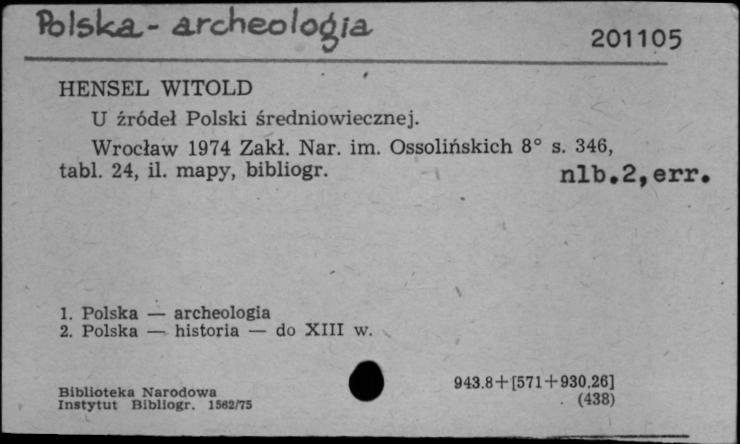 Polska - archeologia
201105
HENSEL WITOLD
U źródeł Polski średniowiecznej.
Wrocław 1974 Zakł. Nar. im. Ossolińskich 8° s. 346,
tabl. 24, il. mapy, bibliogr.
nlb.2,err.
1. Polska — archeologia
2. Polska — historia — do XIII w.
943.8+[571+930.26]
(438)
Biblioteka Narodowa
Instytut Bibliogr. 1562/75